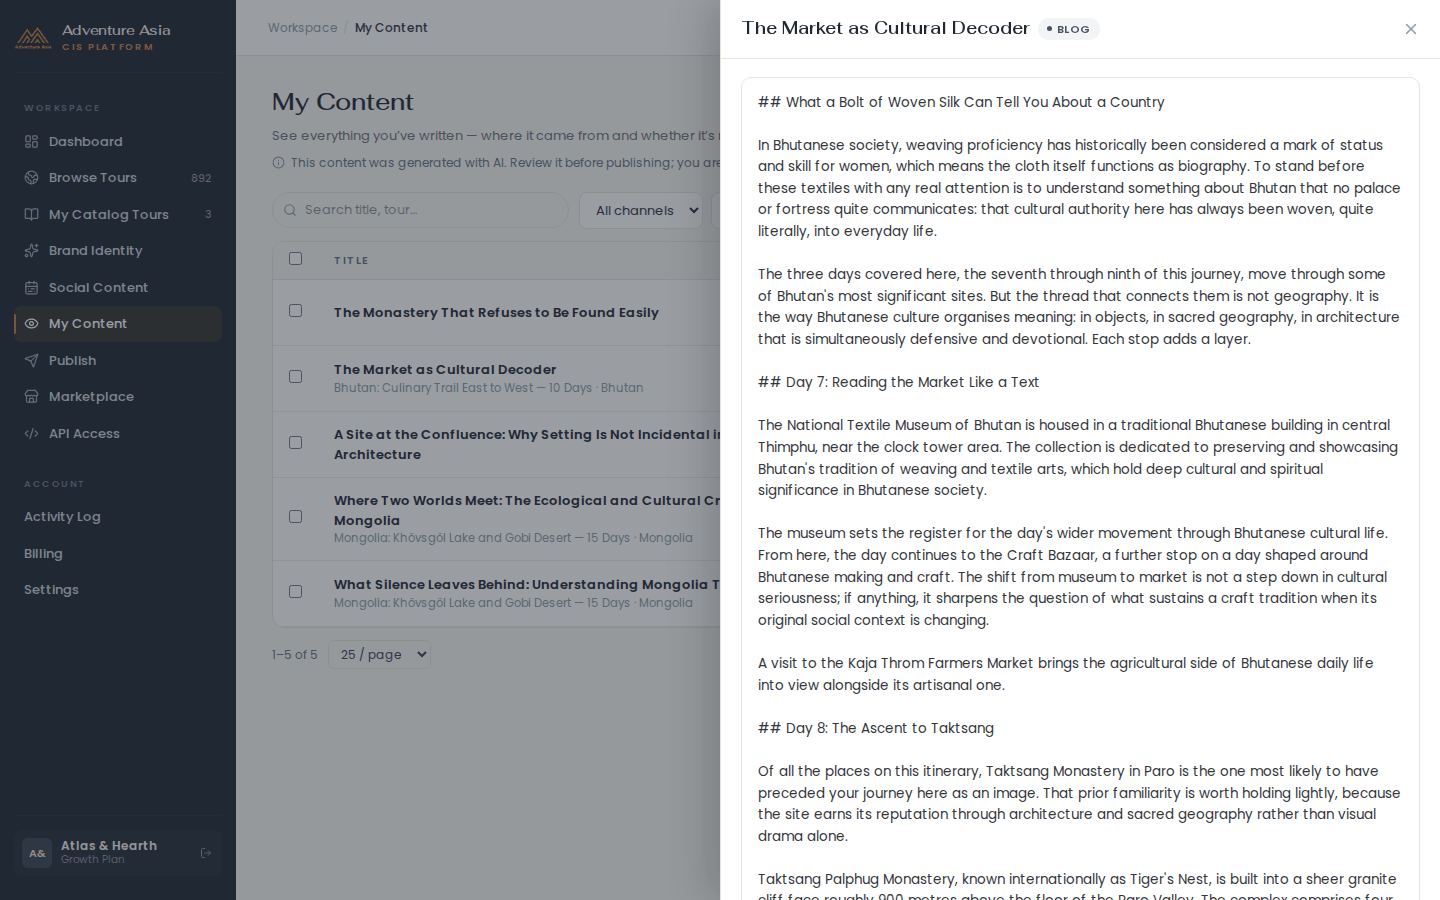 Adventure Asia
CIS PLATFORM
Adventure Asia
WORKSPACE
Dashboard
Browse Tours 892
My Catalog Tours 3
Brand Identity
Social Content
My Content
Publish
Marketplace
API Access
ACCOUNT
Activity Log
Billing
Settings
A&
Atlas & Hearth
Growth Plan
Workspace / My Content
My Content
See everything you've written — where it came from and whether it's
This content was generated with AI. Review it before publishing; you are
Search title, tour...
All channels
TITLE
The Monastery That Refuses to Be Found Easily
The Market as Cultural Decoder
Bhutan: Culinary Trail East to West — 10 Days · Bhutan
A Site at the Confluence: Why Setting Is Not Incidental in
Architecture
Where Two Worlds Meet: The Ecological and Cultural
Mongolia
Mongolia: Khövsgöl Lake and Gobi Desert — 15 Days · Mongolia
What Silence Leaves Behind: Understanding Mongolia
Mongolia: Khövsgöl Lake and Gobi Desert — 15 Days · Mongolia
1–5 of 5
25 / page
The Market as Cultural Decoder
BLOG
## What a Bolt of Woven Silk Can Tell You About a Country
In Bhutanese society, weaving proficiency has historically been considered a mark of status
and skill for women, which means the cloth itself functions as biography. To stand before
these textiles with any real attention is to understand something about Bhutan that no palace
or fortress quite communicates: that cultural authority here has always been woven, quite
literally, into everyday life.
The three days covered here, the seventh through ninth of this journey, move through some
of Bhutan's most significant sites. But the thread that connects them is not geography. It is
the way Bhutanese culture organises meaning: in objects, in sacred geography, in architecture
that is simultaneously defensive and devotional. Each stop adds a layer.
## Day 7: Reading the Market Like a Text
The National Textile Museum of Bhutan is housed in a traditional Bhutanese building in central
Thimphu, near the clock tower area. The collection is dedicated to preserving and showcasing
Bhutan's tradition of weaving and textile arts, which hold deep cultural and spiritual
significance in Bhutanese society.
The museum sets the register for the day's wider movement through Bhutanese cultural life.
From here, the day continues to the Craft Bazaar, a further stop on a day shaped around
Bhutanese making and craft. The shift from museum to market is not a step down in cultural
seriousness; if anything, it sharpens the question of what sustains a craft tradition when its
original social context is changing.
A visit to the Kaja Throm Farmers Market brings the agricultural side of Bhutanese daily life
into view alongside its artisanal one.
## Day 8: The Ascent to Taktsang
Of all the places on this itinerary, Taktsang Monastery in Paro is the one most likely to have
preceded your journey here as an image. That prior familiarity is worth holding lightly, because
the site earns its reputation through architecture and sacred geography rather than visual
drama alone.
Taktsang Palphug Monastery, known internationally as Tiger's Nest, is built into a sheer granite
cliff face roughly 900 metres above the floor of the Paro Valley. The complex comprises four